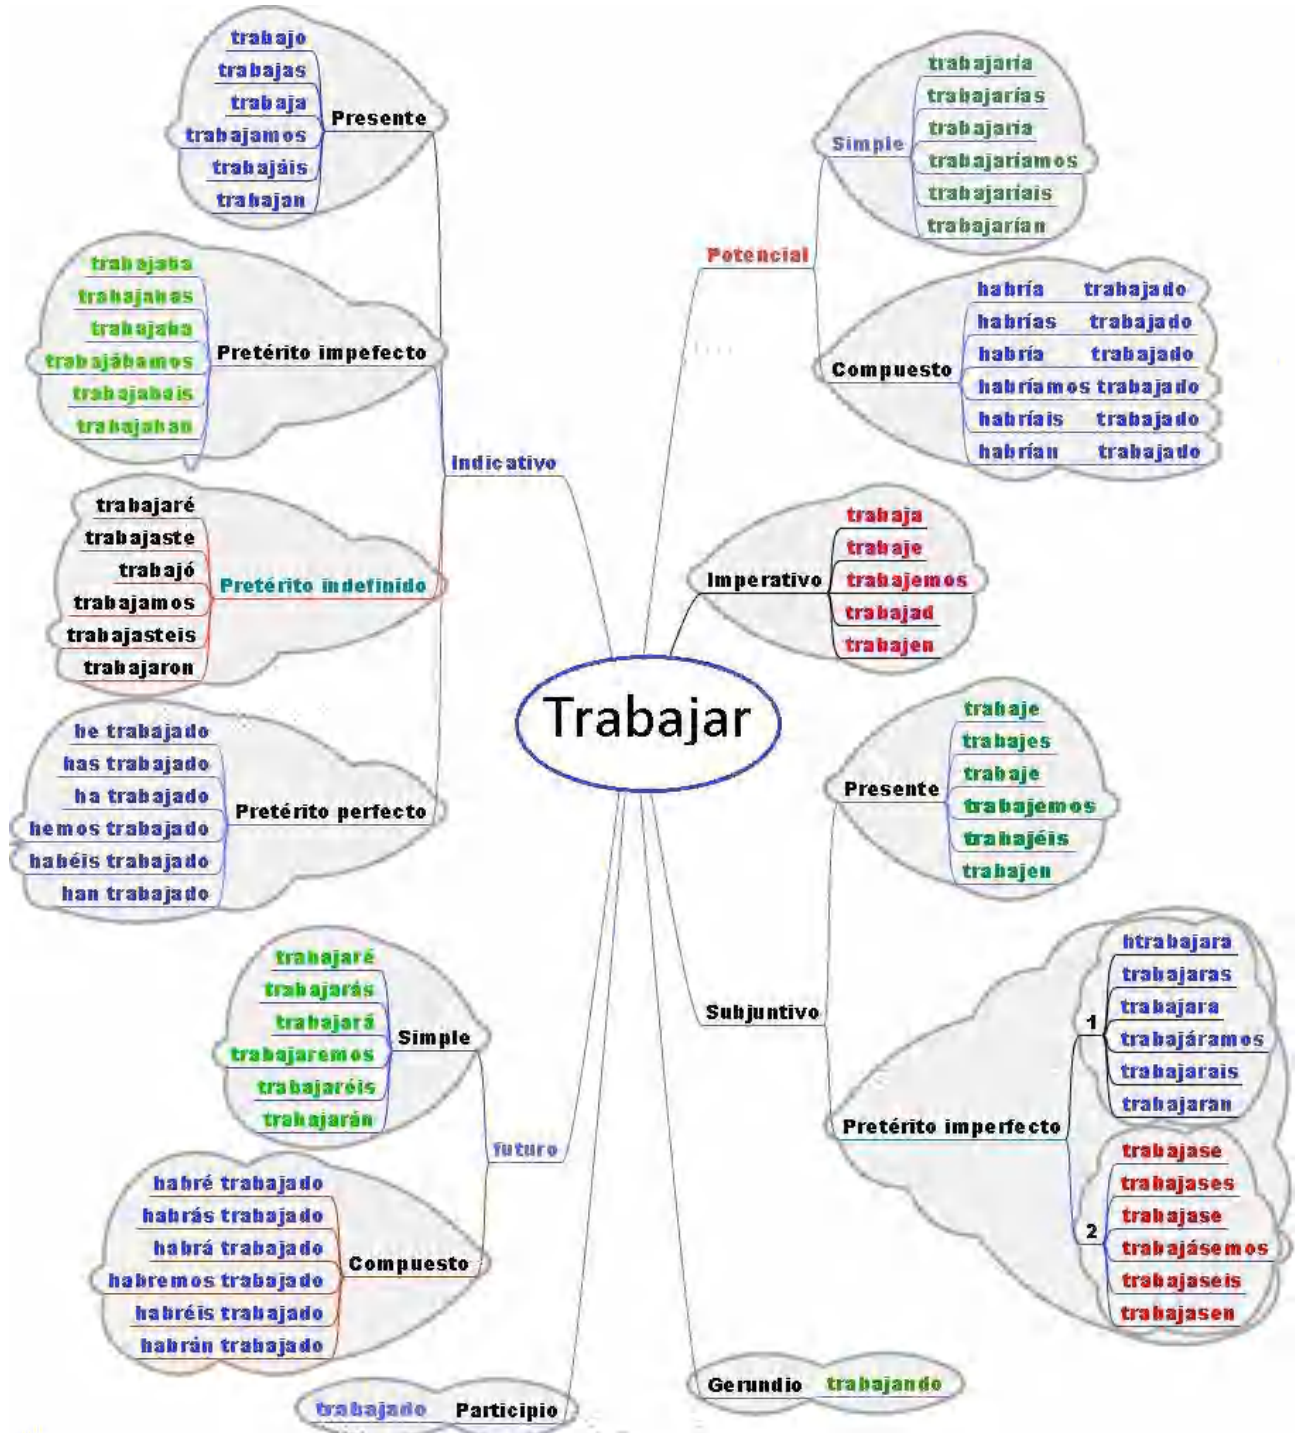 Trabajar
Indicativo
Presente
trabajo
trabajas
trabaja
trabajamos
trabajáis
trabajan
Pretérito impefecto
trabajaba
trabajabas
trabajaba
trabajábamos
trabajabais
trabajaban
Pretérito indefinido
trabajaré
trabajaste
trabajó
trabajamos
trabajasteis
trabajaron
Pretérito perfecto
he trabajado
has trabajado
ha trabajado
hemos trabajado
habéis trabajado
han trabajado
futuro
Simple
trabajaré
trabajarás
trabajará
trabajaremos
trabajaréis
trabajarán
Compuesto
habré trabajado
habrás trabajado
habrá trabajado
habremos trabajado
habréis trabajado
habrán trabajado
Participio
trabajado
Potencial
Simple
trabajaría
trabajarías
trabajaría
trabajaríamos
trabajaríais
trabajarían
Compuesto
habría trabajado
habrías trabajado
habría trabajado
habríamos trabajado
habríais trabajado
habrían trabajado
Imperativo
trabaja
trabaje
trabajemos
trabajad
trabajen
Subjuntivo
Presente
trabaje
trabajes
trabaje
trabajemos
trabajéis
trabajen
Pretérito imperfecto
1
htrabajara
trabajaras
trabajara
trabajáramos
trabajarais
trabajaran
2
trabajase
trabajases
trabajase
trabajásemos
trabajaseis
trabajasen
Gerundio
trabajando